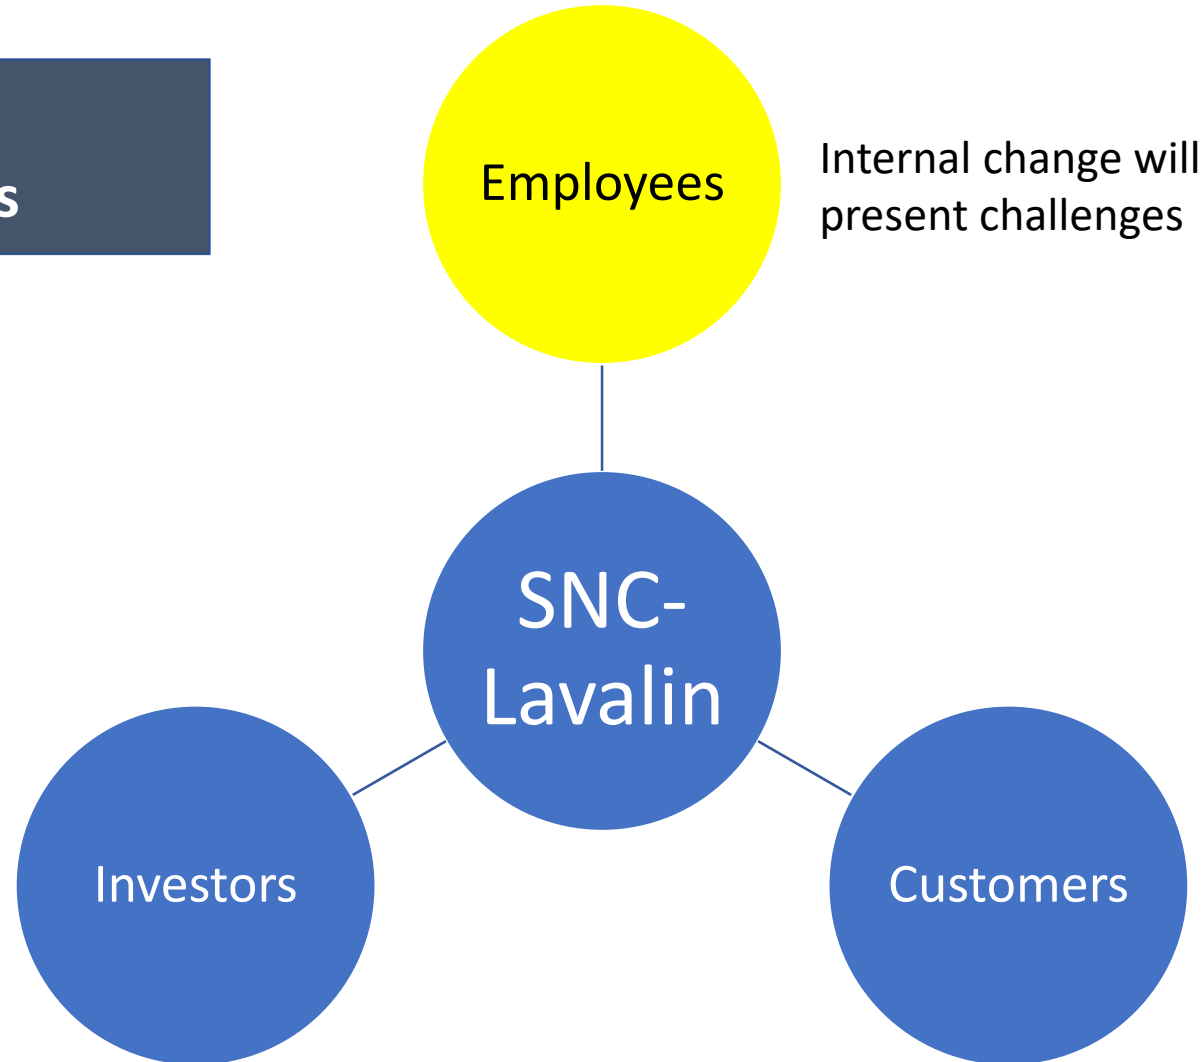 s
Employees
Internal change will
present challenges
SNC-
Lavalin
Investors
Customers